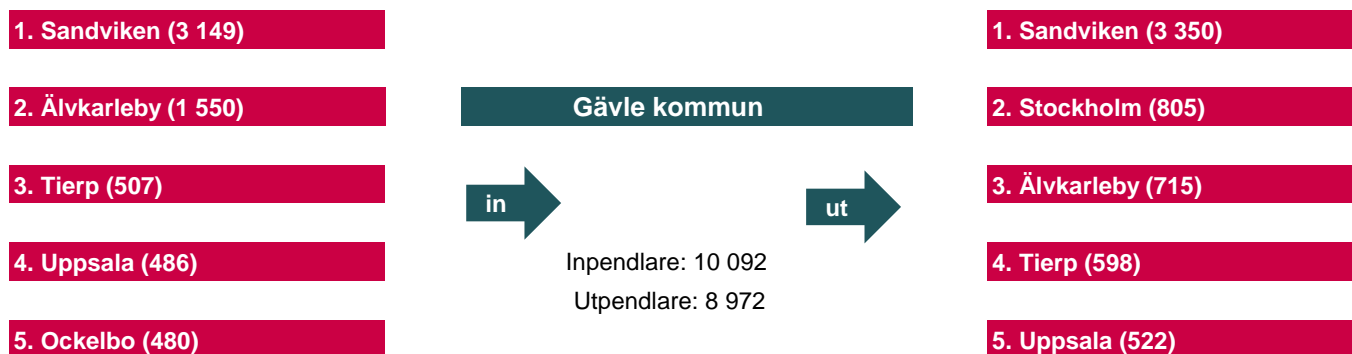 1. Sandviken (3 149)
2. Älvkarleby (1 550)
3. Tierp (507)
4. Uppsala (486)
5. Ockelbo (480)
Gävle kommun
in
ut
Inpendlare: 10 092
Utpendlare: 8 972
1. Sandviken (3 350)
2. Stockholm (805)
3. Älvkarleby (715)
4. Tierp (598)
5. Uppsala (522)